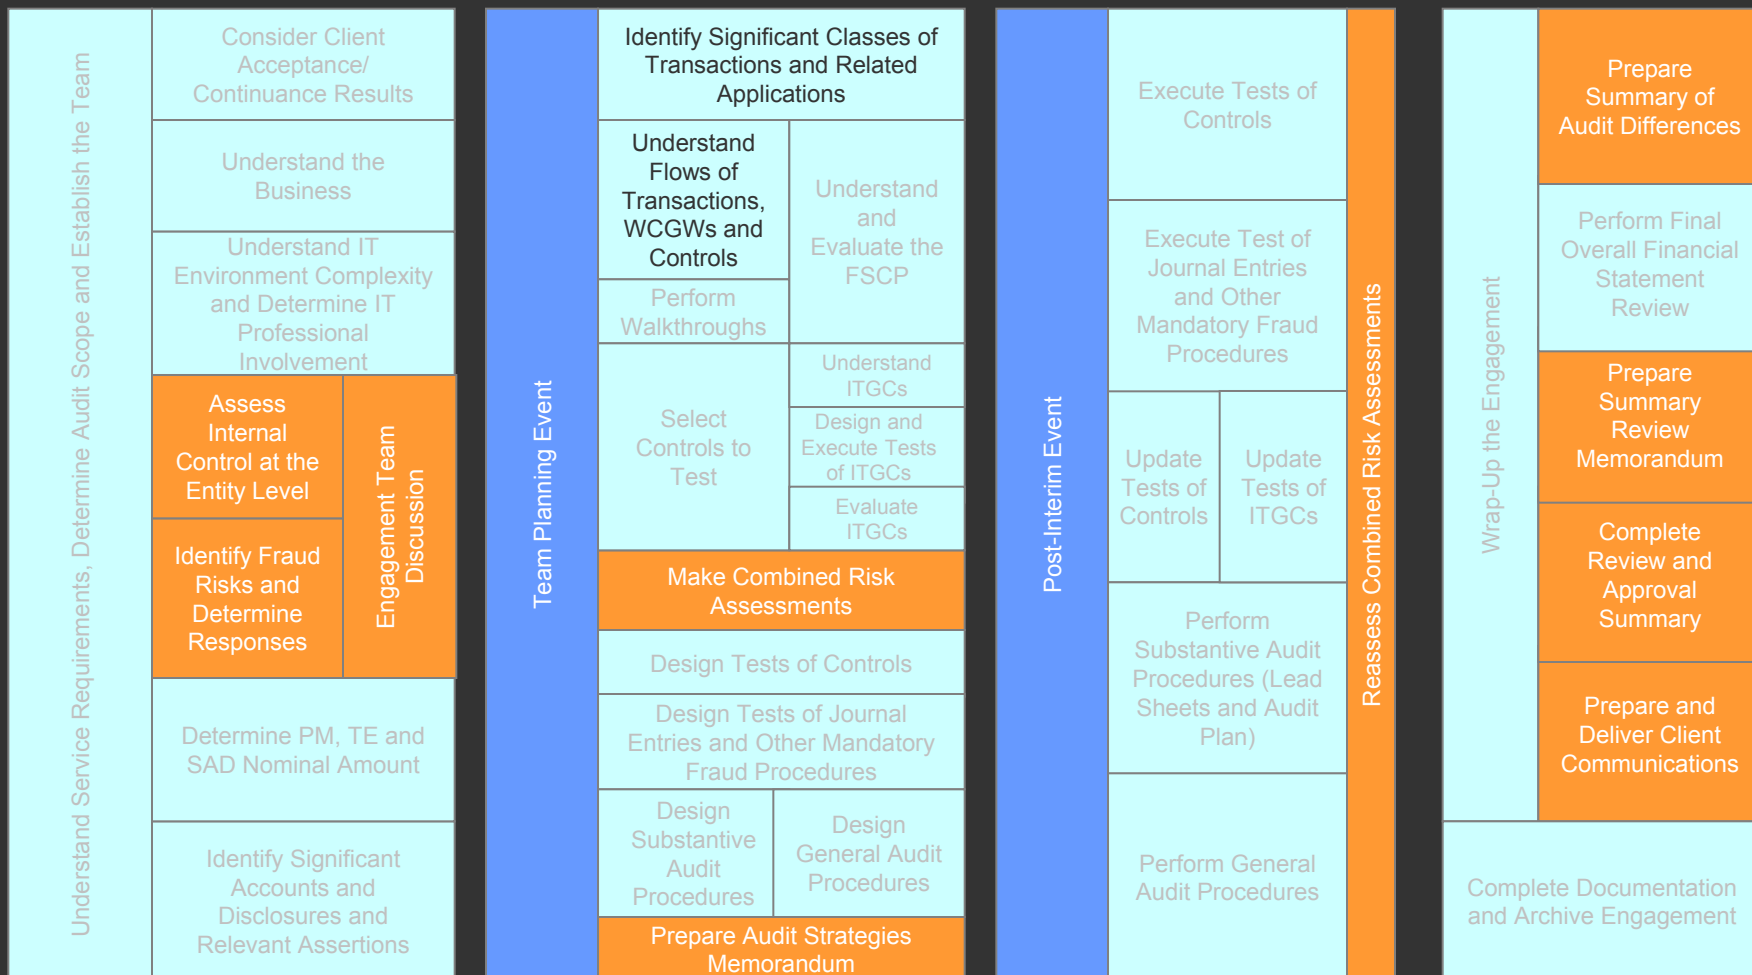 Understand Service Requirements, Determine Audit Scope and Establish the Team
Consider Client
Acceptance/
Continuance Results
Understand the
Business
Understand IT
Environment Complexity
and Determine IT
Professional
Involvement
Assess
Internal
Control at the
Entity Level
Identify Fraud
Risks and
Determine
Responses
Engagement Team
Discussion
Determine PM, TE and
SAD Nominal Amount
Identify Significant
Accounts and
Disclosures and
Relevant Assertions
Team Planning Event
Identify Significant Classes of
Transactions and Related
Applications
Understand
Flows of
Transactions,
WCGWs and
Controls
Understand
and
Evaluate the
FSCP
Perform
Walkthroughs
Select
Controls to
Test
Understand
ITGCs
Design and
Execute Tests
of ITGCs
Evaluate
ITGCs
Make Combined Risk
Assessments
Design Tests of Controls
Design Tests of Journal
Entries and Other Mandatory
Fraud Procedures
Design
Substantive
Audit
Procedures
Design
General Audit
Procedures
Prepare Audit Strategies
Memorandum
Post-Interim Event
Execute Tests of
Controls
Execute Test of
Journal Entries
and Other
Mandatory Fraud
Procedures
Update
Tests of
Controls
Update
Tests of
ITGCs
Perform
Substantive Audit
Procedures (Lead
Sheets and Audit
Plan)
Perform General
Audit Procedures
Reassess Combined Risk Assessments
Wrap-Up the Engagement
Prepare
Summary of
Audit Differences
Perform Final
Overall Financial
Statement
Review
Prepare
Summary
Review
Memorandum
Complete
Review and
Approval
Summary
Prepare and
Deliver Client
Communications
Complete Documentation
and Archive Engagement